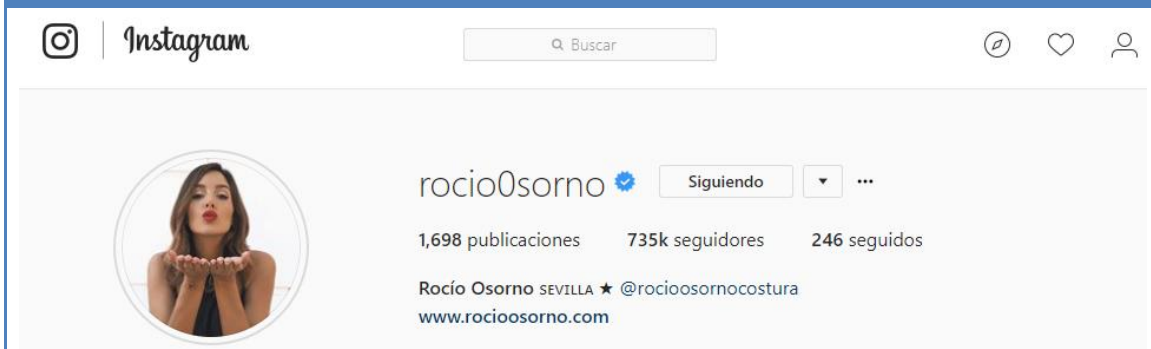 Instagram
Buscar
rocio0sorno
Siguiendo
1,698 publicaciones 735k seguidores 246 seguidos
Rocío Osorno SEVILLA ★ @rocioosornocostura
www.rocioosorno.com